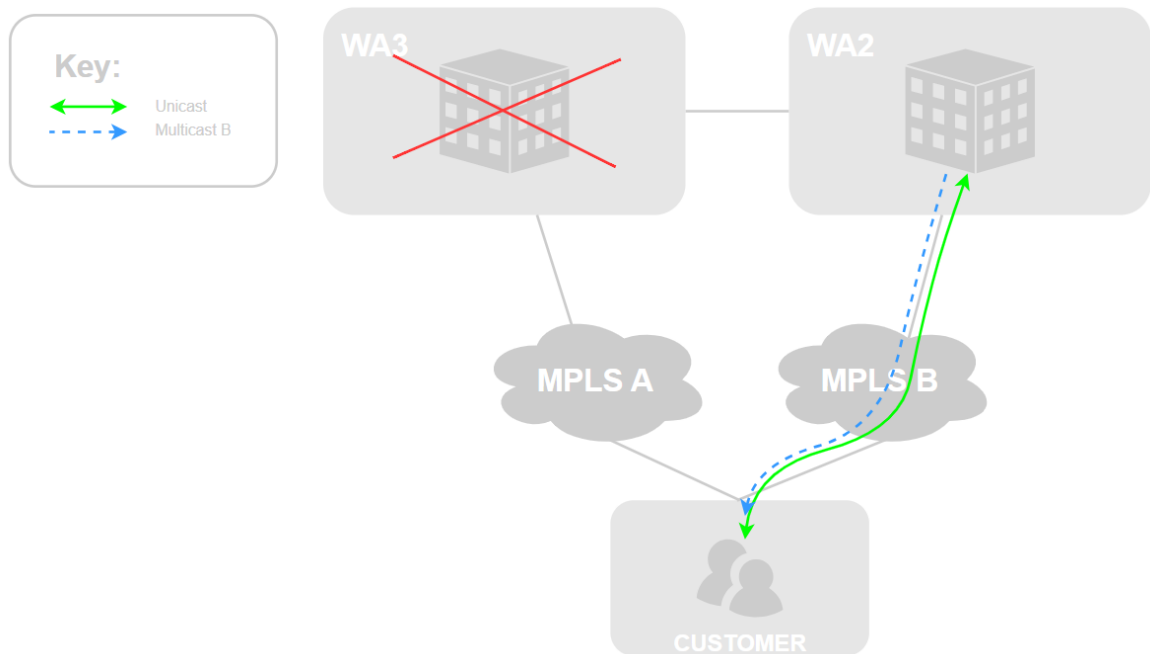 Key:
Unicast
Multicast B
WA3
WA2
MPLS A
MPLS B
CUSTOMER